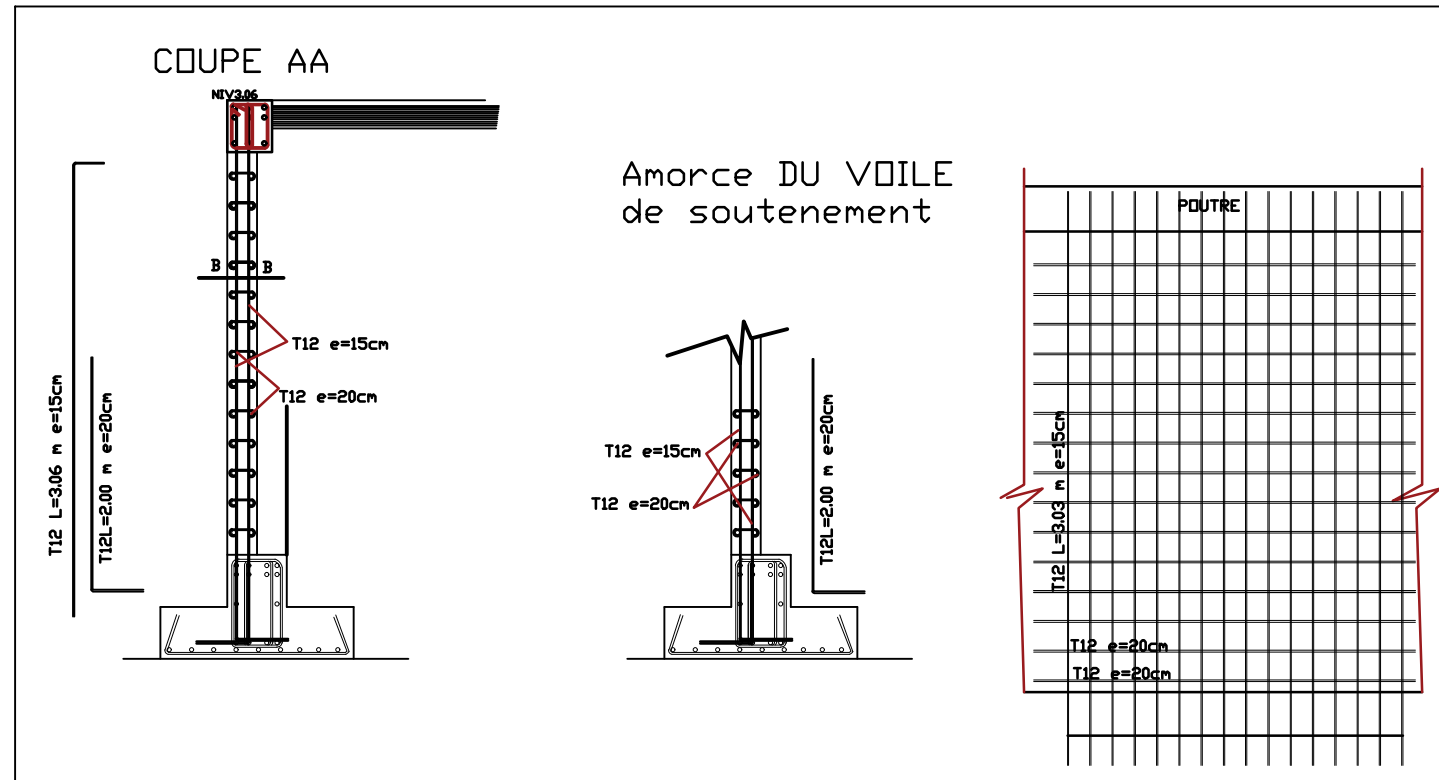 COUPE AA
NIV3.06
B B
T12 e=15cm
T12 e=20cm
T12 L=3.06 m e=15cm
T12L=2.00 m e=20cm
Amorce DU VOILE
de soutenement
T12 e=15cm
T12 e=20cm
T12L=2.00 m e=20cm
POUTRE
T12 L=3.03 m e=15cm
T12 e=20cm
T12 e=20cm